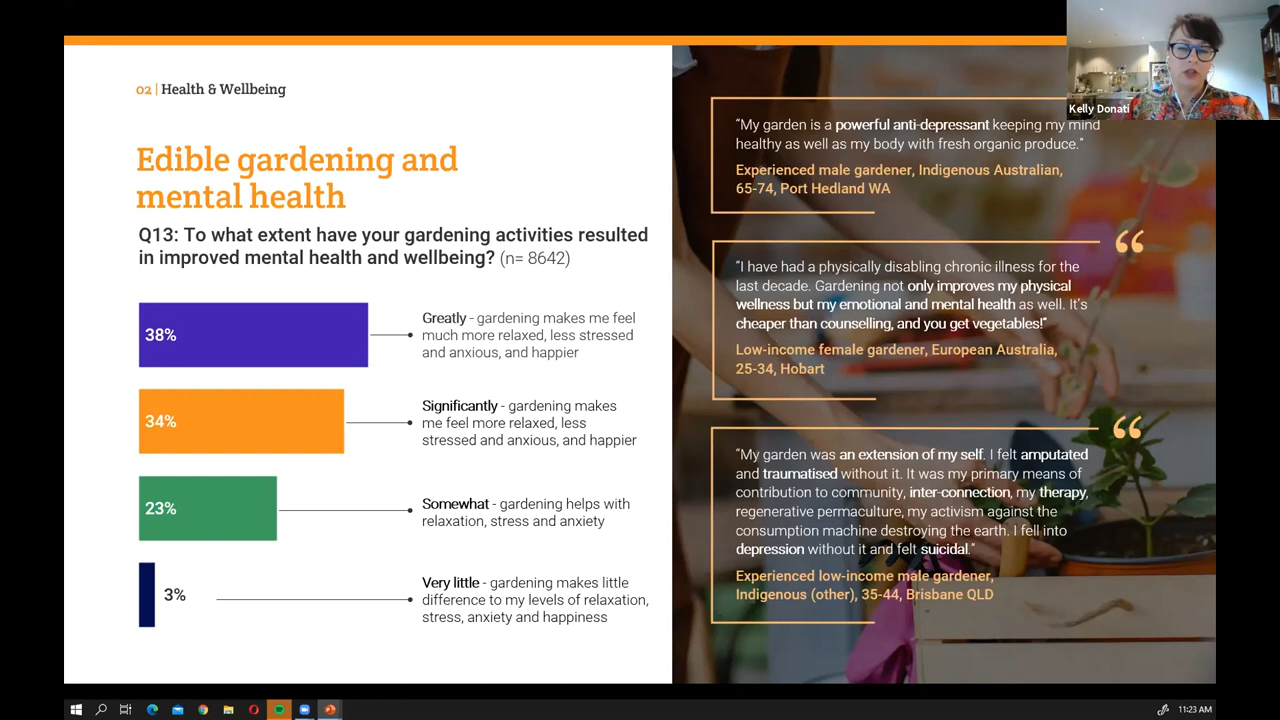 02 | Health & Wellbeing
Edible gardening and
mental health
Q13: To what extent have your gardening activities resulted
in improved mental health and wellbeing? (n= 8642)
38%
Greatly - gardening makes me feel
much more relaxed, less stressed
and anxious, and happier
34%
Significantly - gardening makes
me feel more relaxed, less
stressed and anxious, and happier
23%
Somewhat - gardening helps with
relaxation, stress and anxiety
3%
Very little - gardening makes little
difference to my levels of relaxation,
stress, anxiety and happiness
Kelly Donati
“My garden is a powerful anti-depressant keeping my mind
healthy as well as my body with fresh organic produce.”
Experienced male gardener, Indigenous Australian,
65-74, Port Hedland WA
“
“I have had a physically disabling chronic illness for the
last decade. Gardening not only improves my physical
wellness but my emotional and mental health as well. It’s
cheaper than counselling, and you get vegetables!”
Low-income female gardener, European Australia,
25-34, Hobart
“
“My garden was an extension of my self. I felt amputated
and traumatised without it. It was my primary means of
contribution to community, inter-connection, my therapy,
regenerative permaculture, my activism against the
consumption machine destroying the earth. I fell into
depression without it and felt suicidal.”
Experienced low-income male gardener,
Indigenous (other), 35-44, Brisbane QLD
11:23 AM